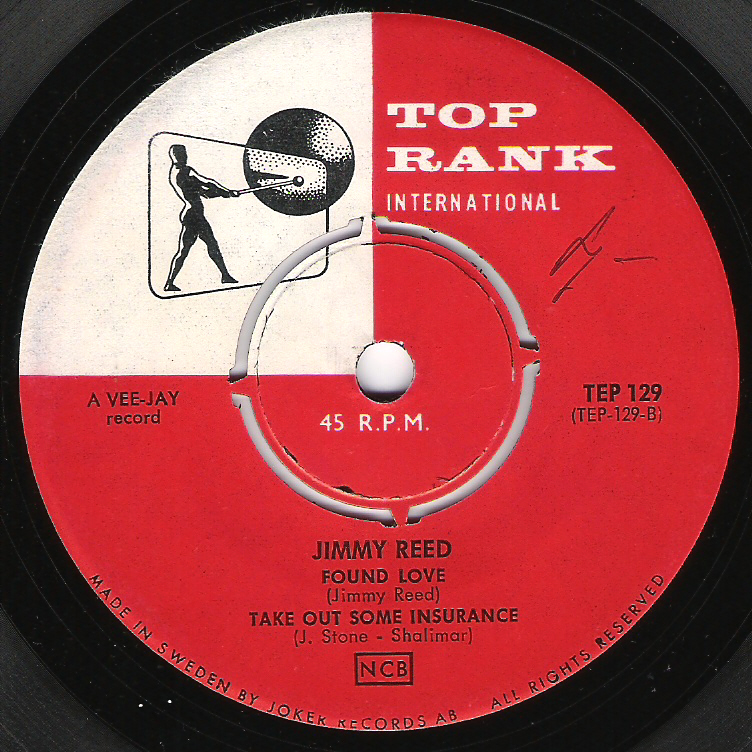 TOP
RANK
INTERNATIONAL
A VEE-JAY
record
TEP 129
(TEP-129-B)
45 R.P.M.
JIMMY REED
FOUND LOVE
(Jimmy Reed)
TAKE OUT SOME INSURANCE
(J. Stone - Shalimar)
NCB
MADE IN SWEDEN BY JOKER RECORDS AB ALL RIGHTS RESERVED